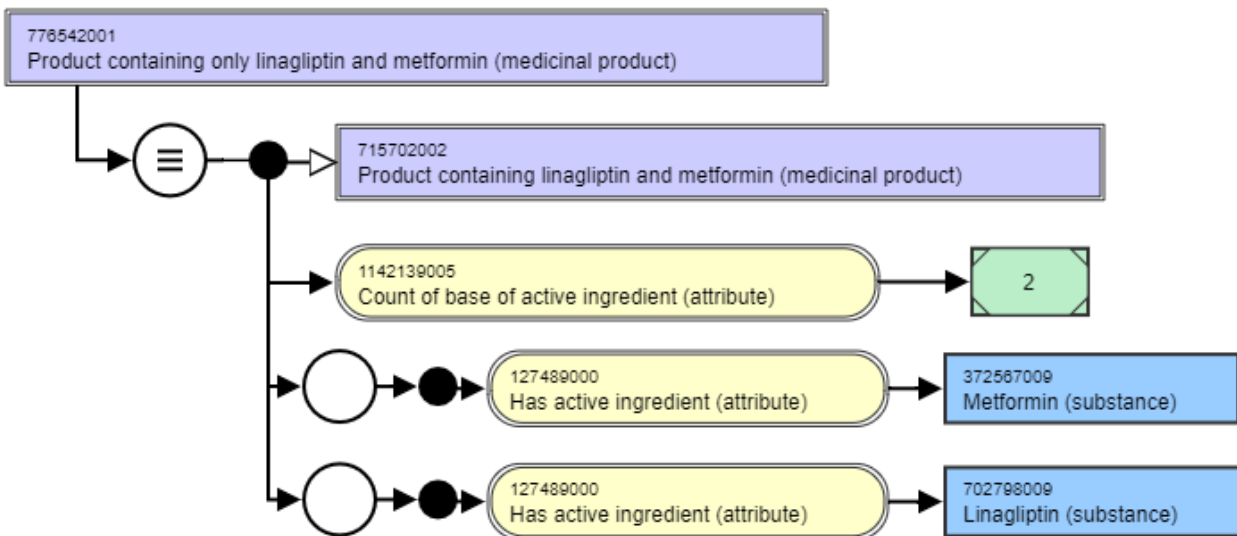 776542001
Product containing only linagliptin and metformin (medicinal product)
715702002
Product containing linagliptin and metformin (medicinal product)
1142139005
Count of base of active ingredient (attribute)
2
127489000
Has active ingredient (attribute)
372567009
Metformin (substance)
127489000
Has active ingredient (attribute)
702798009
Linagliptin (substance)